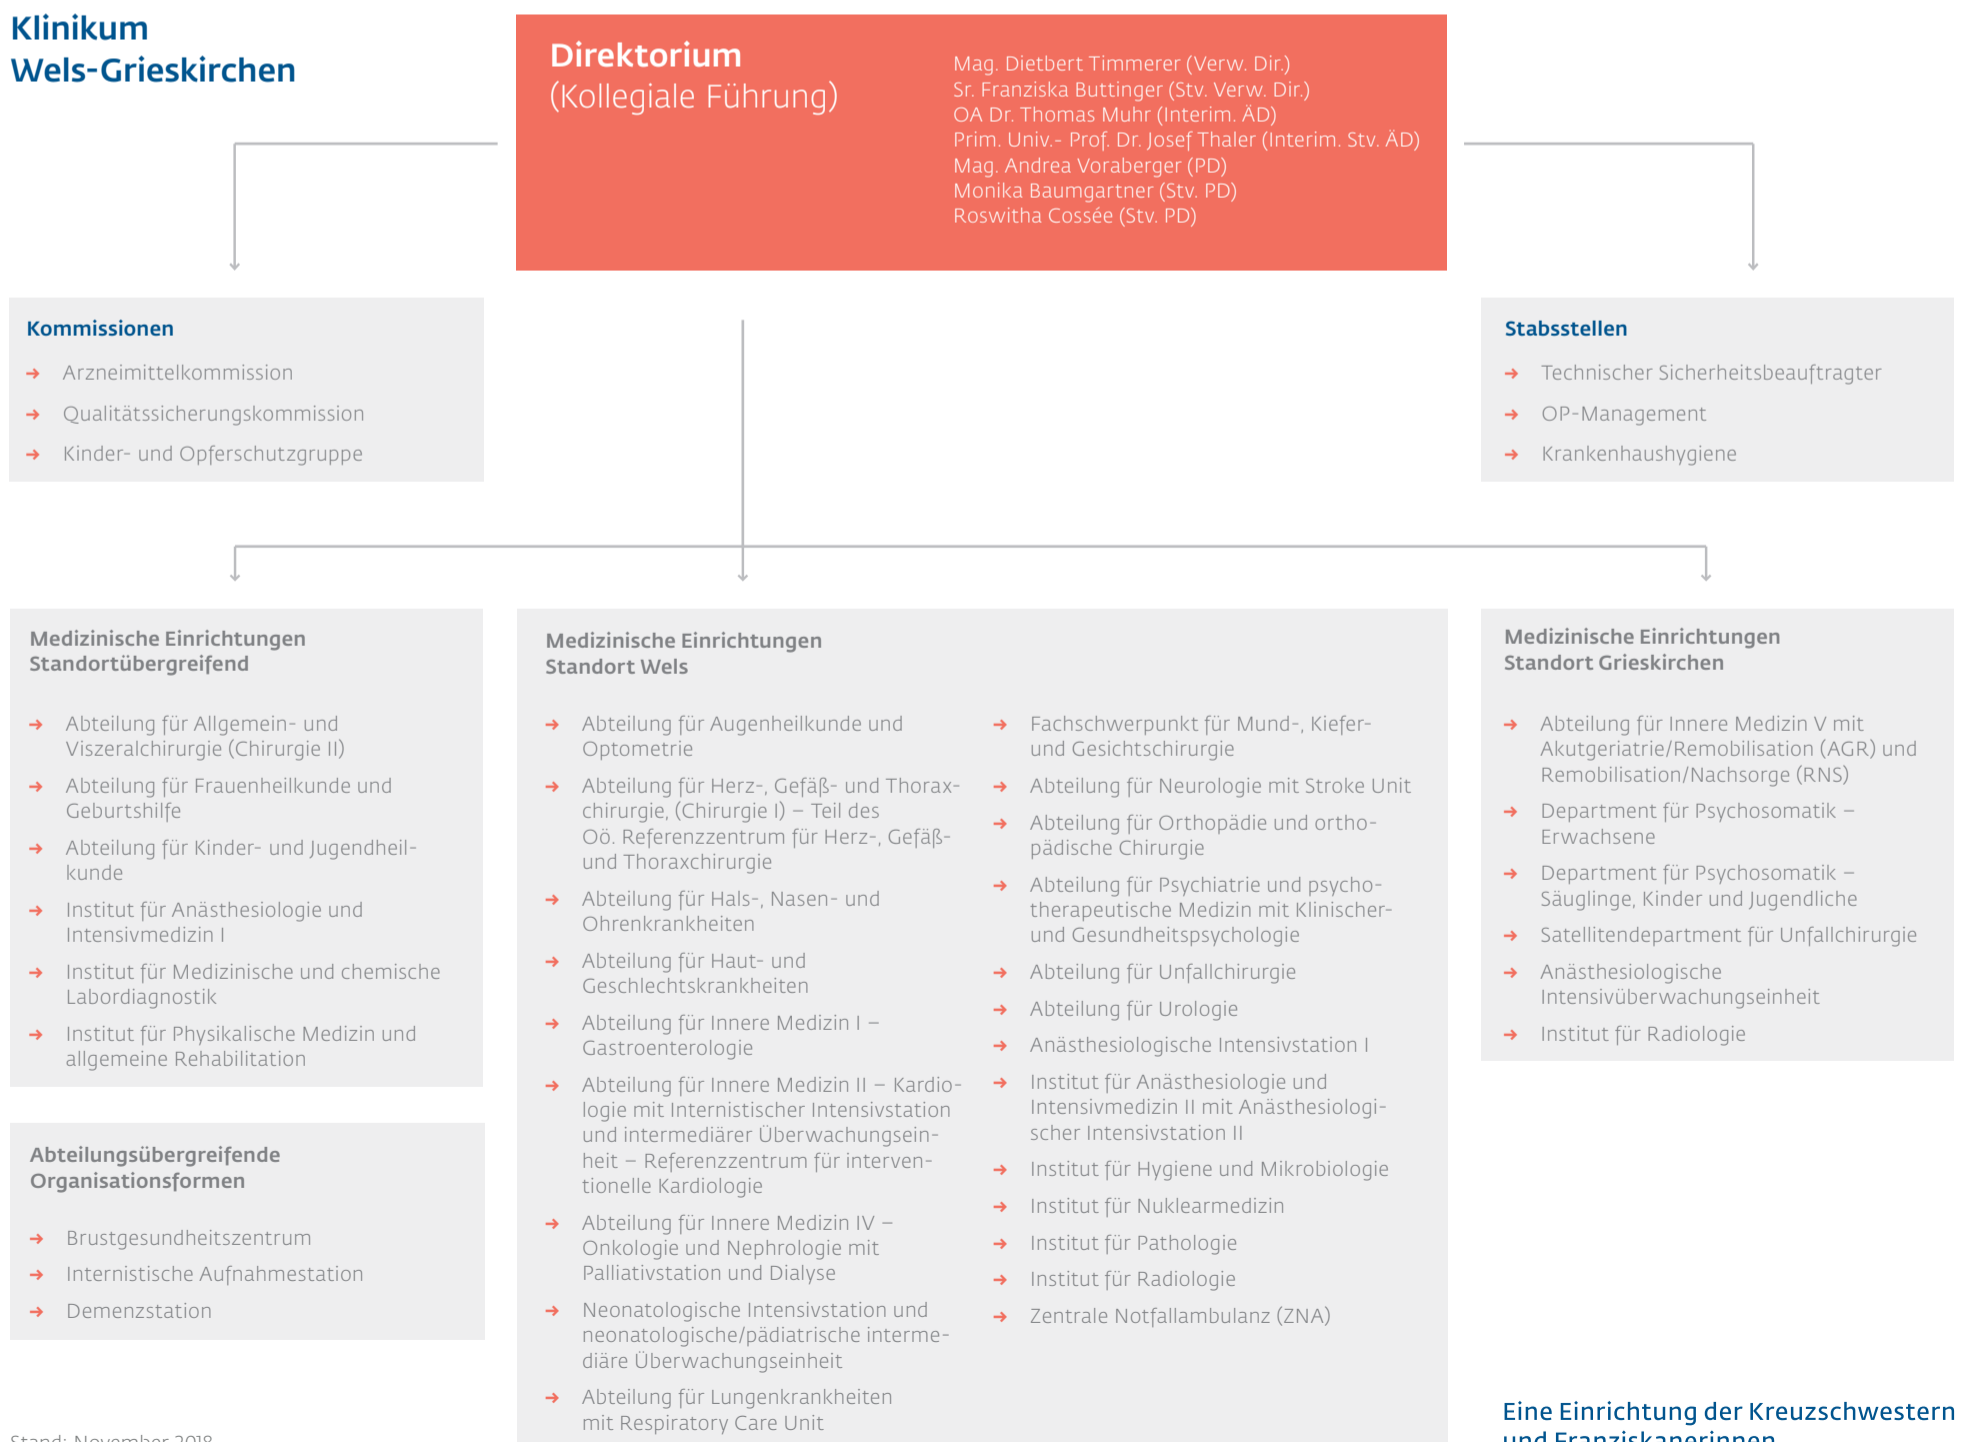 Klinikum
Wels-Grieskirchen
Direktorium
(Kollegiale Führung)
Mag. Dietbert Timmerer (Verw. Dir.)
Sr. Franziska Buttinger (Stv. Verw. Dir.)
OA Dr. Thomas Muhr (Interim. ÄD)
Prim. Univ.- Prof. Dr. Josef Thaler (Interim. Stv. ÄD)
Mag. Andrea Voraberger (PD)
Monika Baumgartner (Stv. PD)
Roswitha Cossée (Stv. PD)
Kommissionen
Arzneimittelkommission
Qualitätssicherungskommission
Kinder- und Opferschutzgruppe
Stabsstellen
Technischer Sicherheitsbeauftragter
OP-Management
Krankenhaushygiene
Medizinische Einrichtungen
Standortübergreifend
Abteilung für Allgemein- und
Viszeralchirurgie (Chirurgie II)
Abteilung für Frauenheilkunde und
Geburtshilfe
Abteilung für Kinder- und Jugendheil-
kunde
Institut für Anästhesiologie und
Intensivmedizin I
Institut für Medizinische und chemische
Labordiagnostik
Institut für Physikalische Medizin und
allgemeine Rehabilitation
Abteilungsübergreifende
Organisationsformen
Brustgesundheitszentrum
Internistische Aufnahmestation
Demenzstation
Medizinische Einrichtungen
Standort Wels
Abteilung für Augenheilkunde und
Optometrie
Abteilung für Herz-, Gefäß- und Thorax-
chirurgie, (Chirurgie I) – Teil des
Oö. Referenzzentrum für Herz-, Gefäß-
und Thoraxchirurgie
Abteilung für Hals-, Nasen- und
Ohrenkrankheiten
Abteilung für Haut- und
Geschlechtskrankheiten
Abteilung für Innere Medizin I –
Gastroenterologie
Abteilung für Innere Medizin II – Kardio-
logie mit Internistischer Intensivstation
und intermediärer Überwachungsein-
heit – Referenzzentrum für interven-
tionelle Kardiologie
Abteilung für Innere Medizin IV –
Onkologie und Nephrologie mit
Palliativstation und Dialyse
Neonatologische Intensivstation und
neonatologische/pädiatrische interme-
diäre Überwachungseinheit
Abteilung für Lungenkrankheiten
mit Respiratory Care Unit
Fachschwerpunkt für Mund-, Kiefer-
und Gesichtschirurgie
Abteilung für Neurologie mit Stroke Unit
Abteilung für Orthopädie und ortho-
pädische Chirurgie
Abteilung für Psychiatrie und psycho-
therapeutische Medizin mit Klinischer-
und Gesundheitspsychologie
Abteilung für Unfallchirurgie
Abteilung für Urologie
Anästhesiologische Intensivstation I
Institut für Anästhesiologie und
Intensivmedizin II mit Anästhesiologi-
scher Intensivstation II
Institut für Hygiene und Mikrobiologie
Institut für Nuklearmedizin
Institut für Pathologie
Institut für Radiologie
Zentrale Notfallambulanz (ZNA)
Medizinische Einrichtungen
Standort Grieskirchen
Abteilung für Innere Medizin V mit
Akutgeriatrie/Remobilisation (AGR) und
Remobilisation/Nachsorge (RNS)
Department für Psychosomatik –
Erwachsene
Department für Psychosomatik –
Säuglinge, Kinder und Jugendliche
Satellitendepartment für Unfallchirurgie
Anästhesiologische
Intensivüberwachungseinheit
Institut für Radiologie
Stand: November 2018
Eine Einrichtung der Kreuzschwestern
und Franziskanerinnen